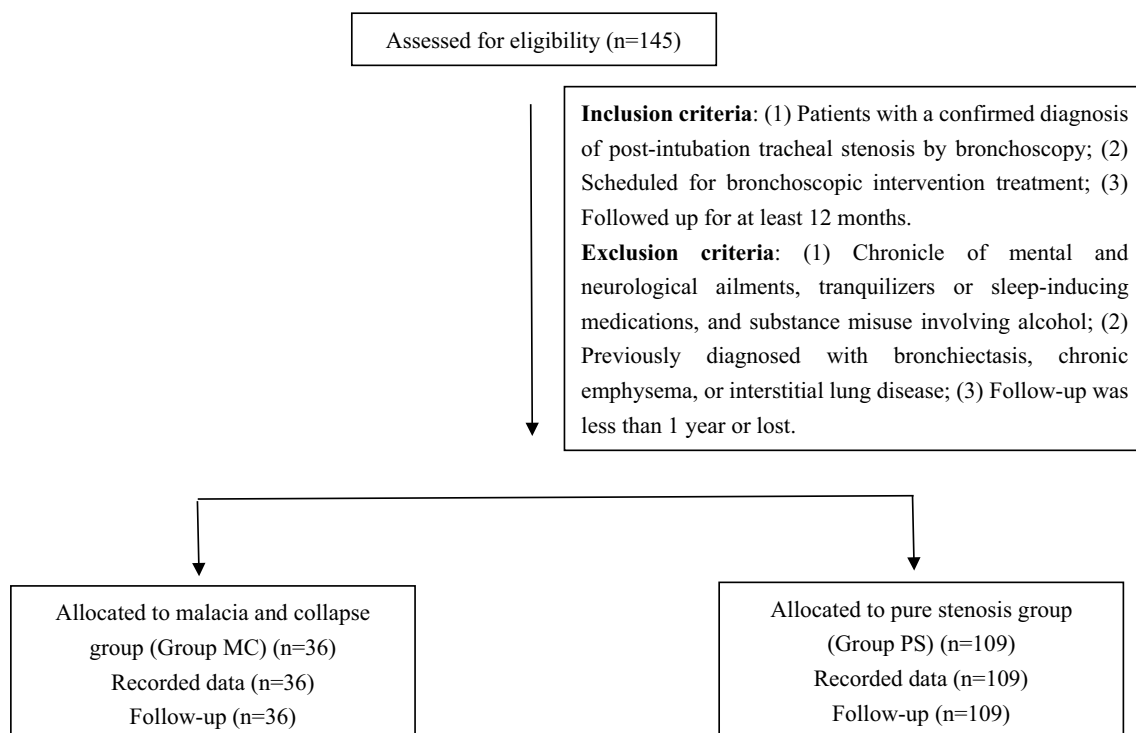 Assessed for eligibility (n=145)
Inclusion criteria: (1) Patients with a confirmed diagnosis
of post-intubation tracheal stenosis by bronchoscopy; (2)
Scheduled for bronchoscopic intervention treatment; (3)
Followed up for at least 12 months.
Exclusion criteria: (1) Chronicle of mental and
neurological ailments, tranquilizers or sleep-inducing
medications, and substance misuse involving alcohol; (2)
Previously diagnosed with bronchiectasis, chronic
emphysema, or interstitial lung disease; (3) Follow-up was
less than 1 year or lost.
Allocated to malacia and collapse
group (Group MC) (n=36)
Recorded data (n=36)
Follow-up (n=36)
Allocated to pure stenosis group
(Group PS) (n=109)
Recorded data (n=109)
Follow-up (n=109)